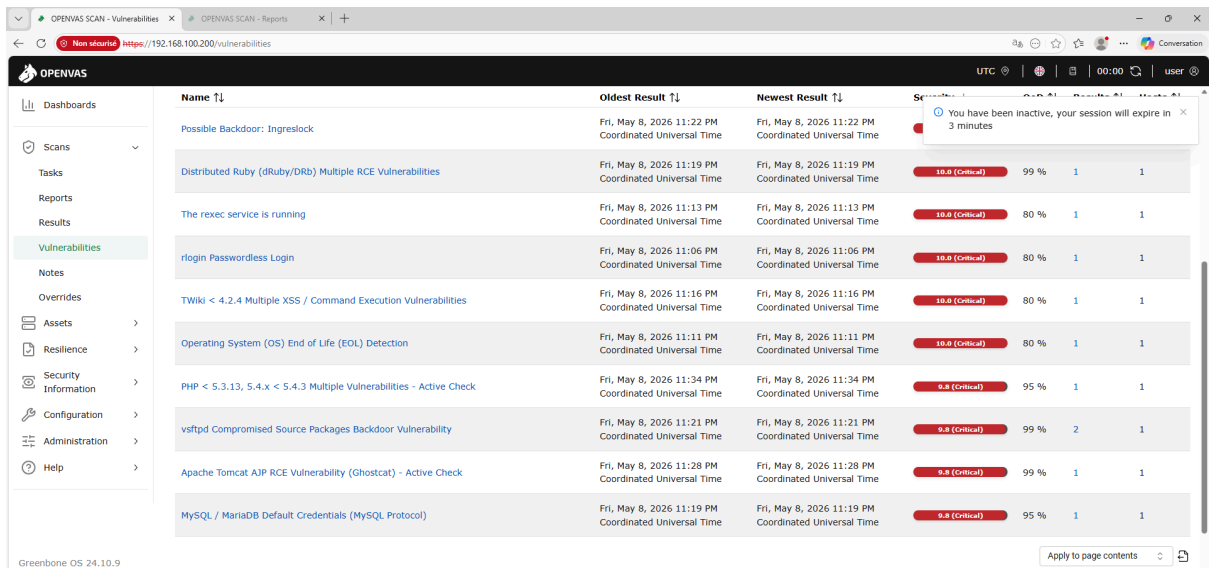 OPENVAS SCAN - Vulnerabilities
OPENVAS SCAN - Reports
Non sécurisé https://192.168.100.200/vulnerabilities
Conversation
OPENVAS
UTC
00:00
user
Dashboards
Scans
Tasks
Reports
Results
Vulnerabilities
Notes
Overrides
Assets
Resilience
Security
Information
Configuration
Administration
Help
Greenbone OS 24.10.9
Name Oldest Result Newest Result
You have been inactive, your session will expire in
3 minutes
Possible Backdoor: Ingreslock
Fri, May 8, 2026 11:22 PM Fri, May 8, 2026 11:22 PM
Coordinated Universal Time Coordinated Universal Time
Distributed Ruby (dRuby/DRb) Multiple RCE Vulnerabilities
Fri, May 8, 2026 11:19 PM Fri, May 8, 2026 11:19 PM
Coordinated Universal Time Coordinated Universal Time
10.0 (Critical) 99 % 1 1
The rexec service is running
Fri, May 8, 2026 11:13 PM Fri, May 8, 2026 11:13 PM
Coordinated Universal Time Coordinated Universal Time
10.0 (Critical) 80 % 1 1
rlogin Passwordless Login
Fri, May 8, 2026 11:06 PM Fri, May 8, 2026 11:06 PM
Coordinated Universal Time Coordinated Universal Time
10.0 (Critical) 80 % 1 1
TWiki < 4.2.4 Multiple XSS / Command Execution Vulnerabilities
Fri, May 8, 2026 11:16 PM Fri, May 8, 2026 11:16 PM
Coordinated Universal Time Coordinated Universal Time
10.0 (Critical) 80 % 1 1
Operating System (OS) End of Life (EOL) Detection
Fri, May 8, 2026 11:11 PM Fri, May 8, 2026 11:11 PM
Coordinated Universal Time Coordinated Universal Time
10.0 (Critical) 80 % 1 1
PHP < 5.3.13, 5.4.x < 5.4.3 Multiple Vulnerabilities - Active Check
Fri, May 8, 2026 11:34 PM Fri, May 8, 2026 11:34 PM
Coordinated Universal Time Coordinated Universal Time
9.8 (Critical) 95 % 1 1
vsftpd Compromised Source Packages Backdoor Vulnerability
Fri, May 8, 2026 11:21 PM Fri, May 8, 2026 11:21 PM
Coordinated Universal Time Coordinated Universal Time
9.8 (Critical) 99 % 2 1
Apache Tomcat AJP RCE Vulnerability (Ghostcat) - Active Check
Fri, May 8, 2026 11:28 PM Fri, May 8, 2026 11:28 PM
Coordinated Universal Time Coordinated Universal Time
9.8 (Critical) 99 % 1 1
MySQL / MariaDB Default Credentials (MySQL Protocol)
Fri, May 8, 2026 11:19 PM Fri, May 8, 2026 11:19 PM
Coordinated Universal Time Coordinated Universal Time
9.8 (Critical) 95 % 1 1
Apply to page contents